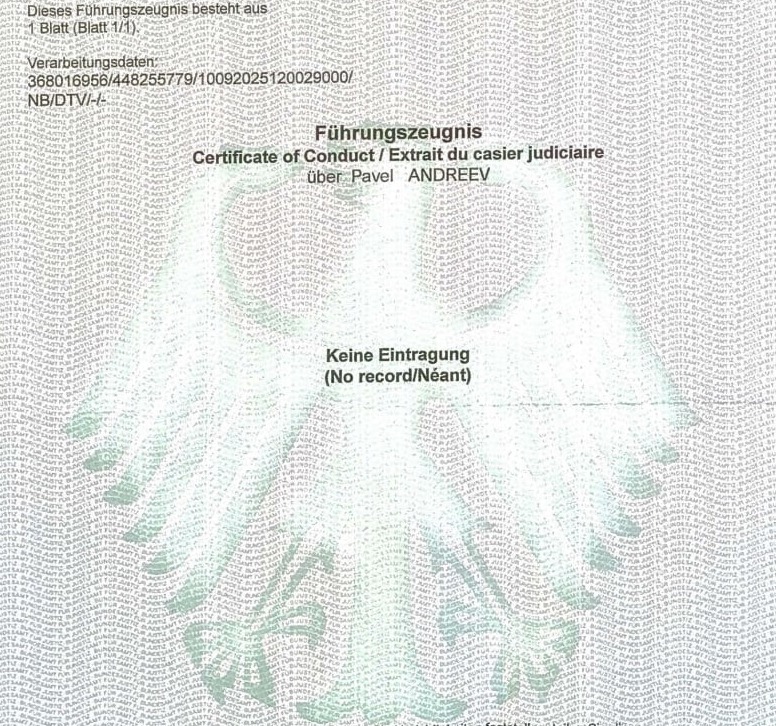 Dieses Führungszeugnis besteht aus
1 Blatt (Blatt 1/1).
Verarbeitungsdaten:
368016956/448255779/10092025120029000/
NB/DTV/-/-
Führungszeugnis
Certificate of Conduct / Extrait du casier judiciaire
über Pavel ANDREEV
Keine Eintragung
(No record/Néant)